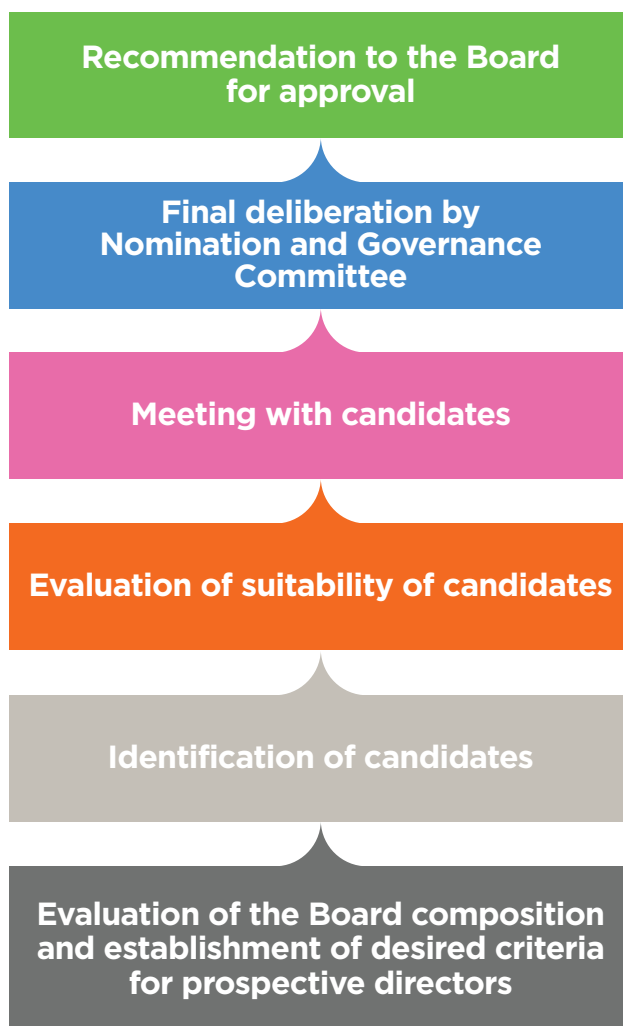 Recommendation to the Board
for approval
Final deliberation by
Nomination and Governance
Committee
Meeting with candidates
Evaluation of suitability of candidates
Identification of candidates
Evaluation of the Board composition
and establishment of desired criteria
for prospective directors